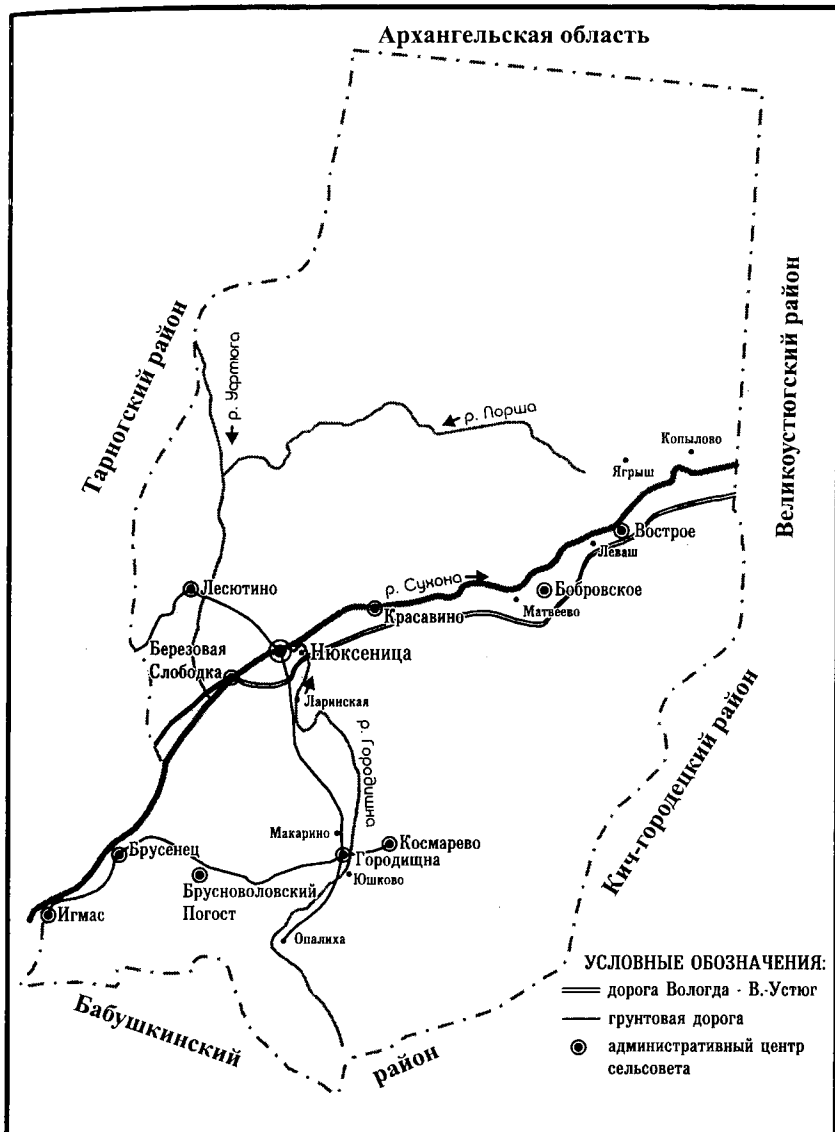 Архангельская область
Тарногский район
Великоустюгский район
р. Уфтюга
р. Порша
Копылово
Ягрыш
Вострое
Леваш
р. Сухона
Бобровское
Лесютино
Красавино
Матвеево
Березовая
Слободка
Нюксеница
Ларинская
р. Городишна
Кич-городецкий район
Макарино
Космарево
Брусенец
Городищна
Юшково
Брусноволовский
Погост
Игмас
Опалиха
Бабушкинский
район
УСЛОВНЫЕ ОБОЗНАЧЕНИЯ:
дорога Вологда - В.-Устюг
грунтовая дорога
административный центр
сельсовета